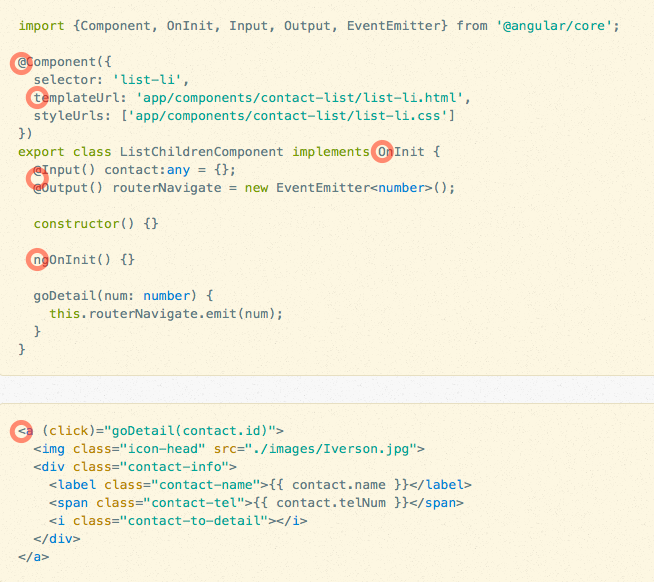 import {Component, OnInit, Input, Output, EventEmitter} from '@angular/core';
@Component({
selector: 'list-li',
templateUrl: 'app/components/contact-list/list-li.html',
styleUrls: ['app/components/contact-list/list-li.css']
})
export class ListChildrenComponent implements OnInit {
@Input() contact:any = {};
@Output() routerNavigate = new EventEmitter<number>();
constructor() {}
ngOnInit() {}
goDetail(num: number) {
this.routerNavigate.emit(num);
}
}
<a (click)="goDetail(contact.id)">
<img class="icon-head" src="./images/Iverson.jpg">
<div class="contact-info">
<label class="contact-name">{{ contact.name }}</label>
<span class="contact-tel">{{ contact.telNum }}</span>
<i class="contact-to-detail"></i>
</div>
</a>